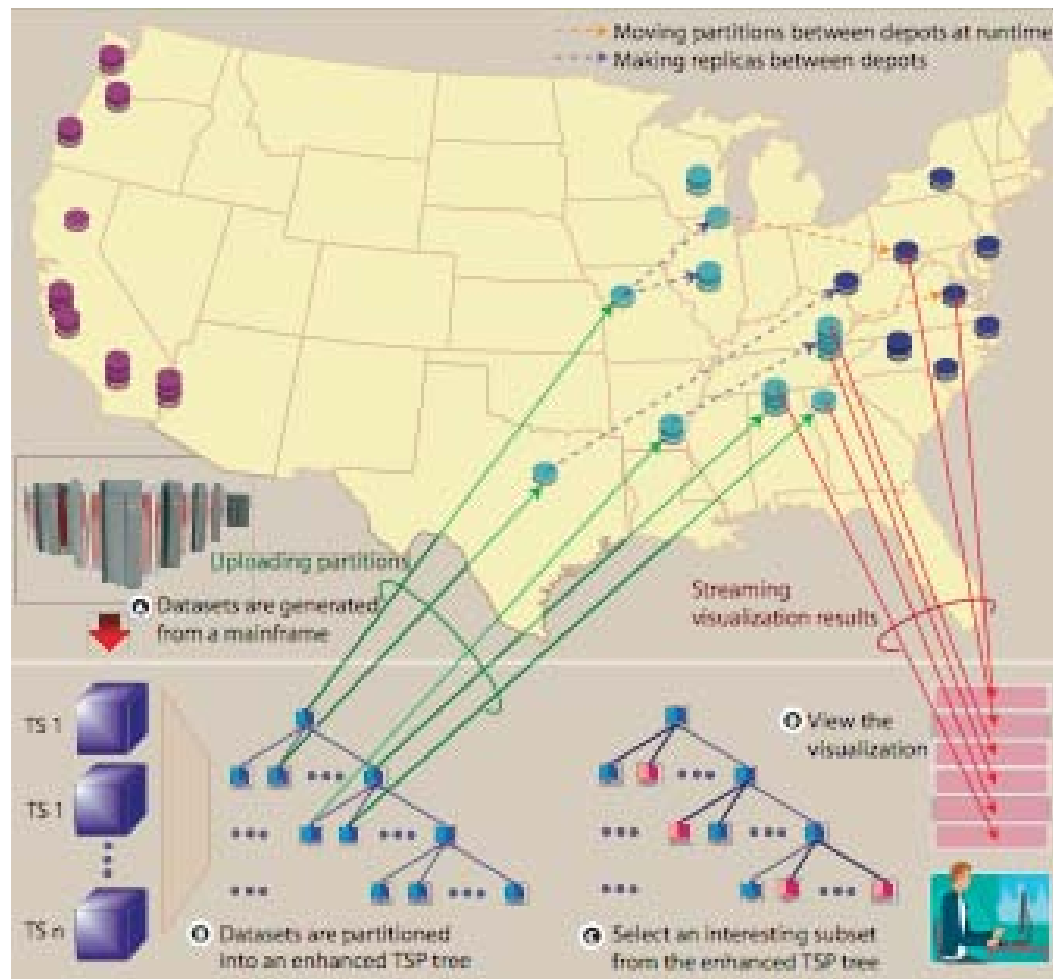 Moving partitions between depots at runtime
Making replicas between depots
Uploading partitions
Datasets are generated
from a mainframe
Streaming
visualization results
TS 1
TS 1
TS n
View the
visualization
Datasets are partitioned
into an enhanced TSP tree
Select an interesting subset
from the enhanced TSP tree